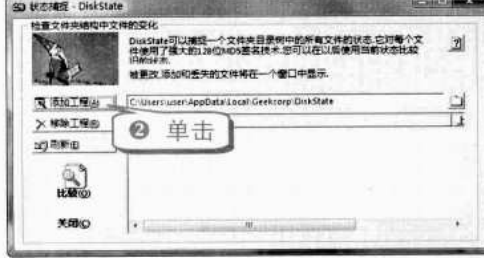 状态捕捉 - DiskState
检查文件夹结构中文件的变化
DiskState可以捕捉一个文件夹目录树中的所有文件的状态.它对每个文
件使用了强大的128位MD5签名技术.您可以在以后使用当前状态比较
旧的状态.
被更改.添加和丢失的文件将在一个窗口中显示.
添加工程(A)
C:\Users\user\AppData\Local\Geekcorp\DiskState
移除工程(R)
❷ 单击
刷新(E)
比较(O)
关闭(C)